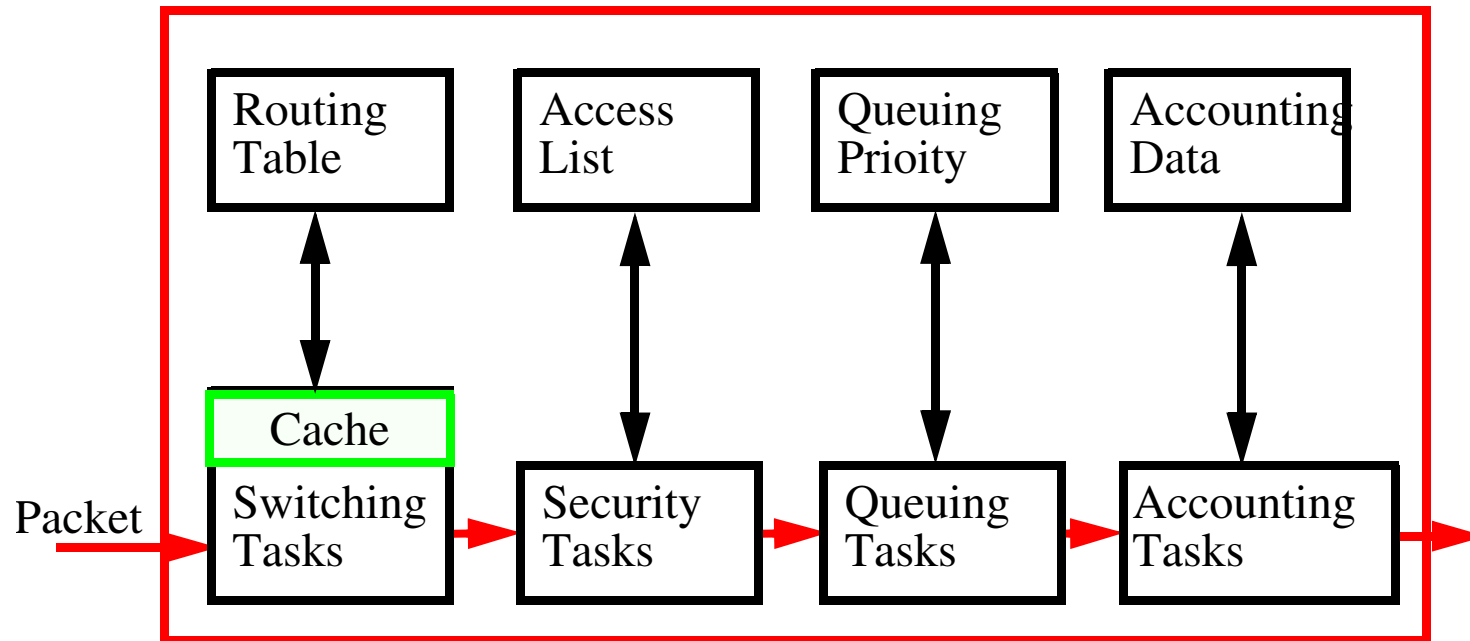 Routing
Table
Access
List
Queuing
Prioity
Accounting
Data
Cache
Packet
Switching
Tasks
Security
Tasks
Queuing
Tasks
Accounting
Tasks